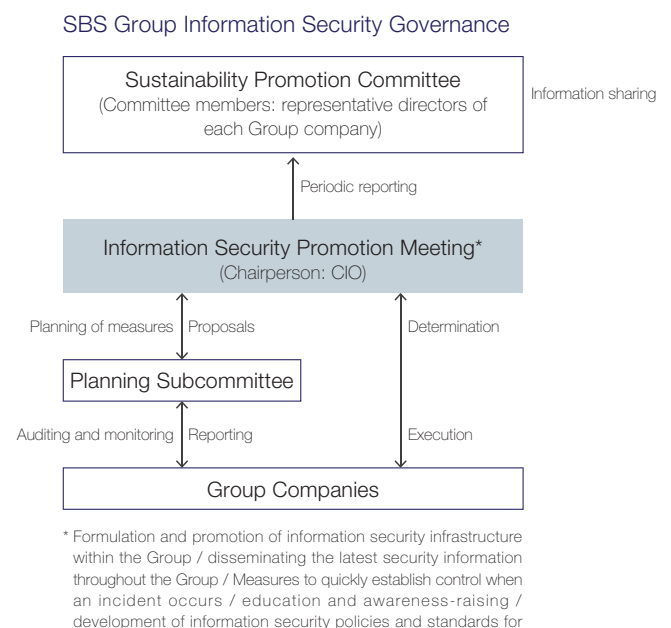 SBS Group Information Security Governance
Sustainability Promotion Committee
(Committee members: representative directors of
each Group company)
Information sharing
Periodic reporting
Information Security Promotion Meeting*
(Chairperson: CIO)
Planning of measures
Proposals
Determination
Planning Subcommittee
Auditing and monitoring
Reporting
Execution
Group Companies
* Formulation and promotion of information security infrastructure
within the Group / disseminating the latest security information
throughout the Group / Measures to quickly establish control when
an incident occurs / education and awareness-raising /
development of information security policies and standards for